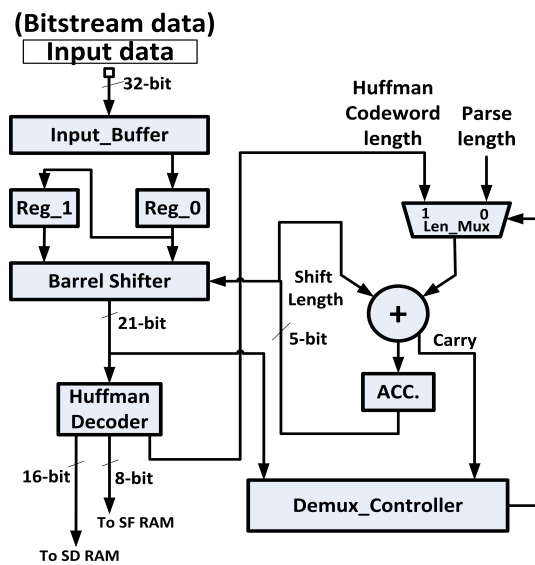 (Bitstream data)
Input data
32-bit
Input_Buffer
Huffman
Codeword
length
Parse
length
Reg_1
Reg_0
1
0
Len_Mux
Barrel Shifter
Shift
Length
+
21-bit
5-bit
Carry
ACC.
Huffman
Decoder
16-bit
8-bit
To SF RAM
Demux_Controller
To SD RAM